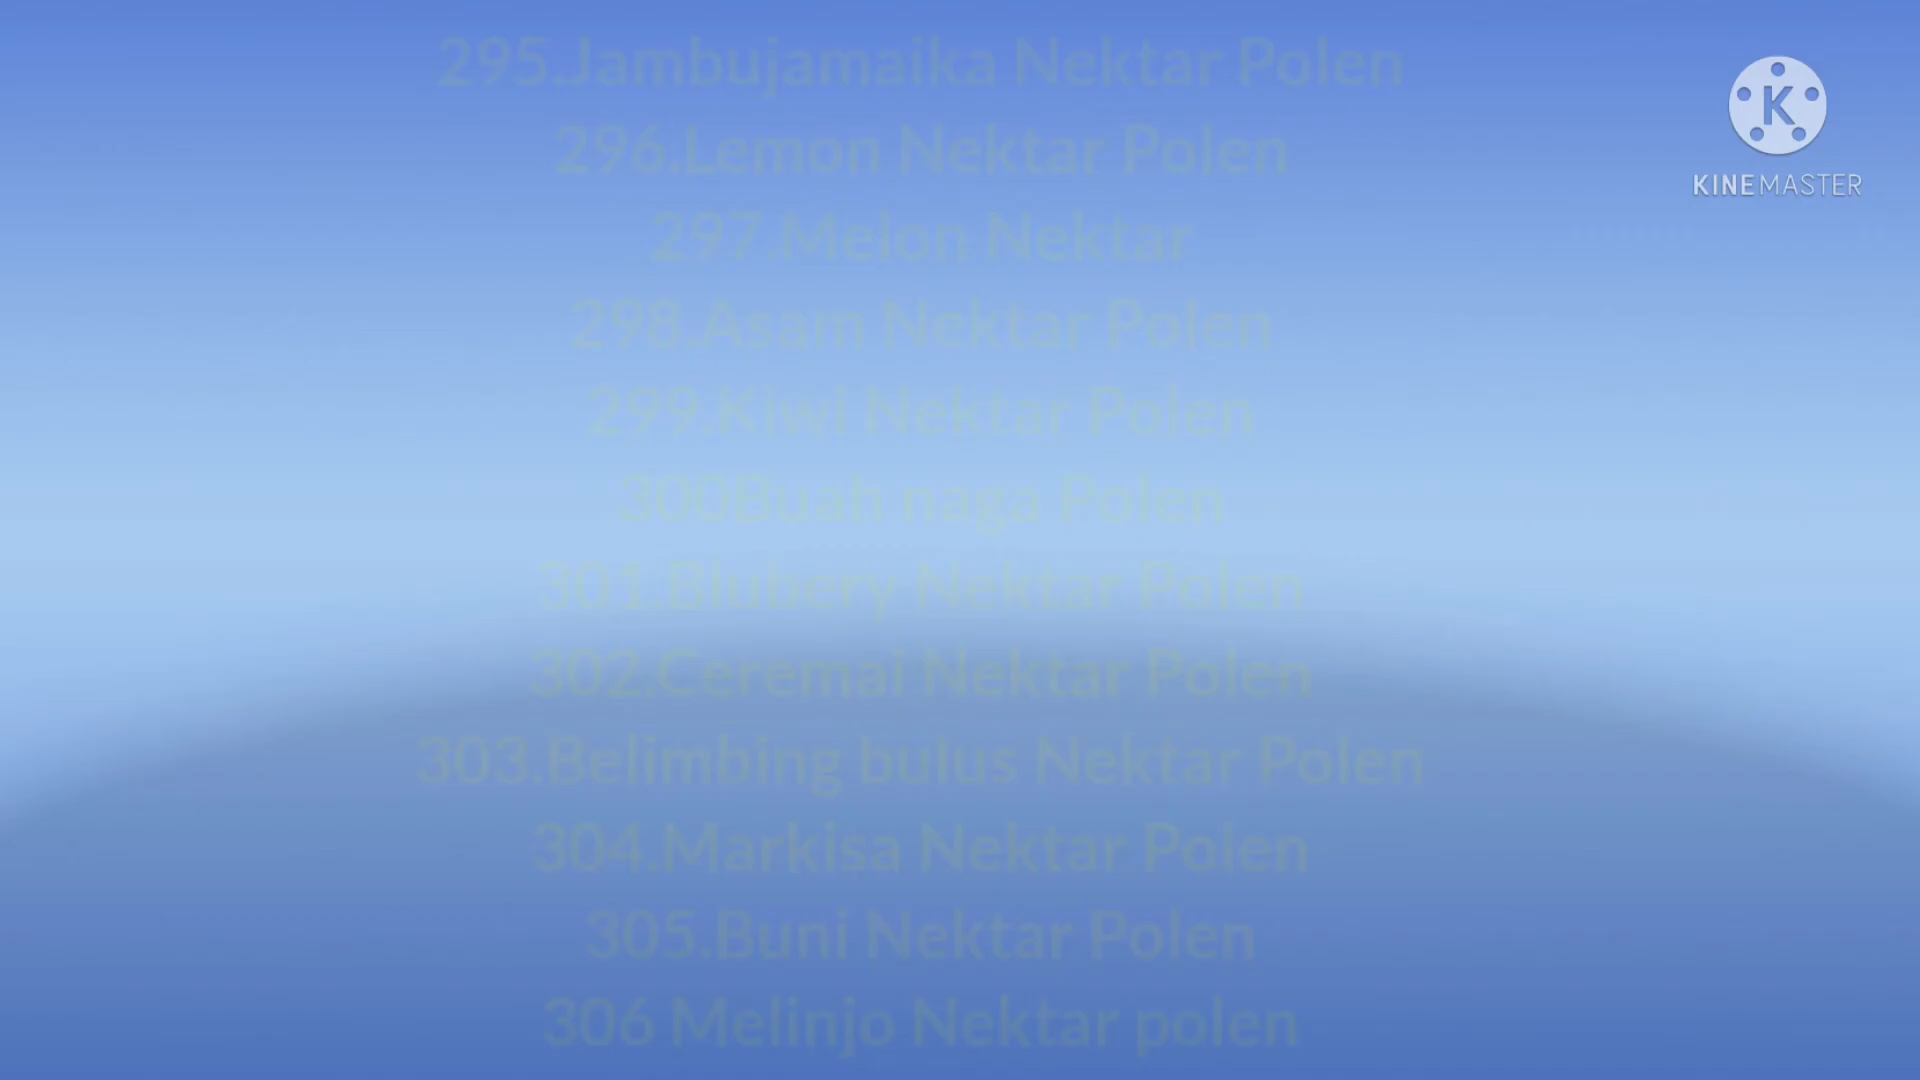 295.Jambujamaika Nektar Polen
296.Lemon Nektar Polen
297.Melon Nektar
298.Asam Nektar Polen
299.Kiwi Nektar Polen
300Buah naga Polen
301.Blubery Nektar Polen
302.Ceremai Nektar Polen
303.Belimbing bulus Nektar Polen
304.Markisa Nektar Polen
305.Buni Nektar Polen
306 Melinjo Nektar polen
K
KINEMASTER